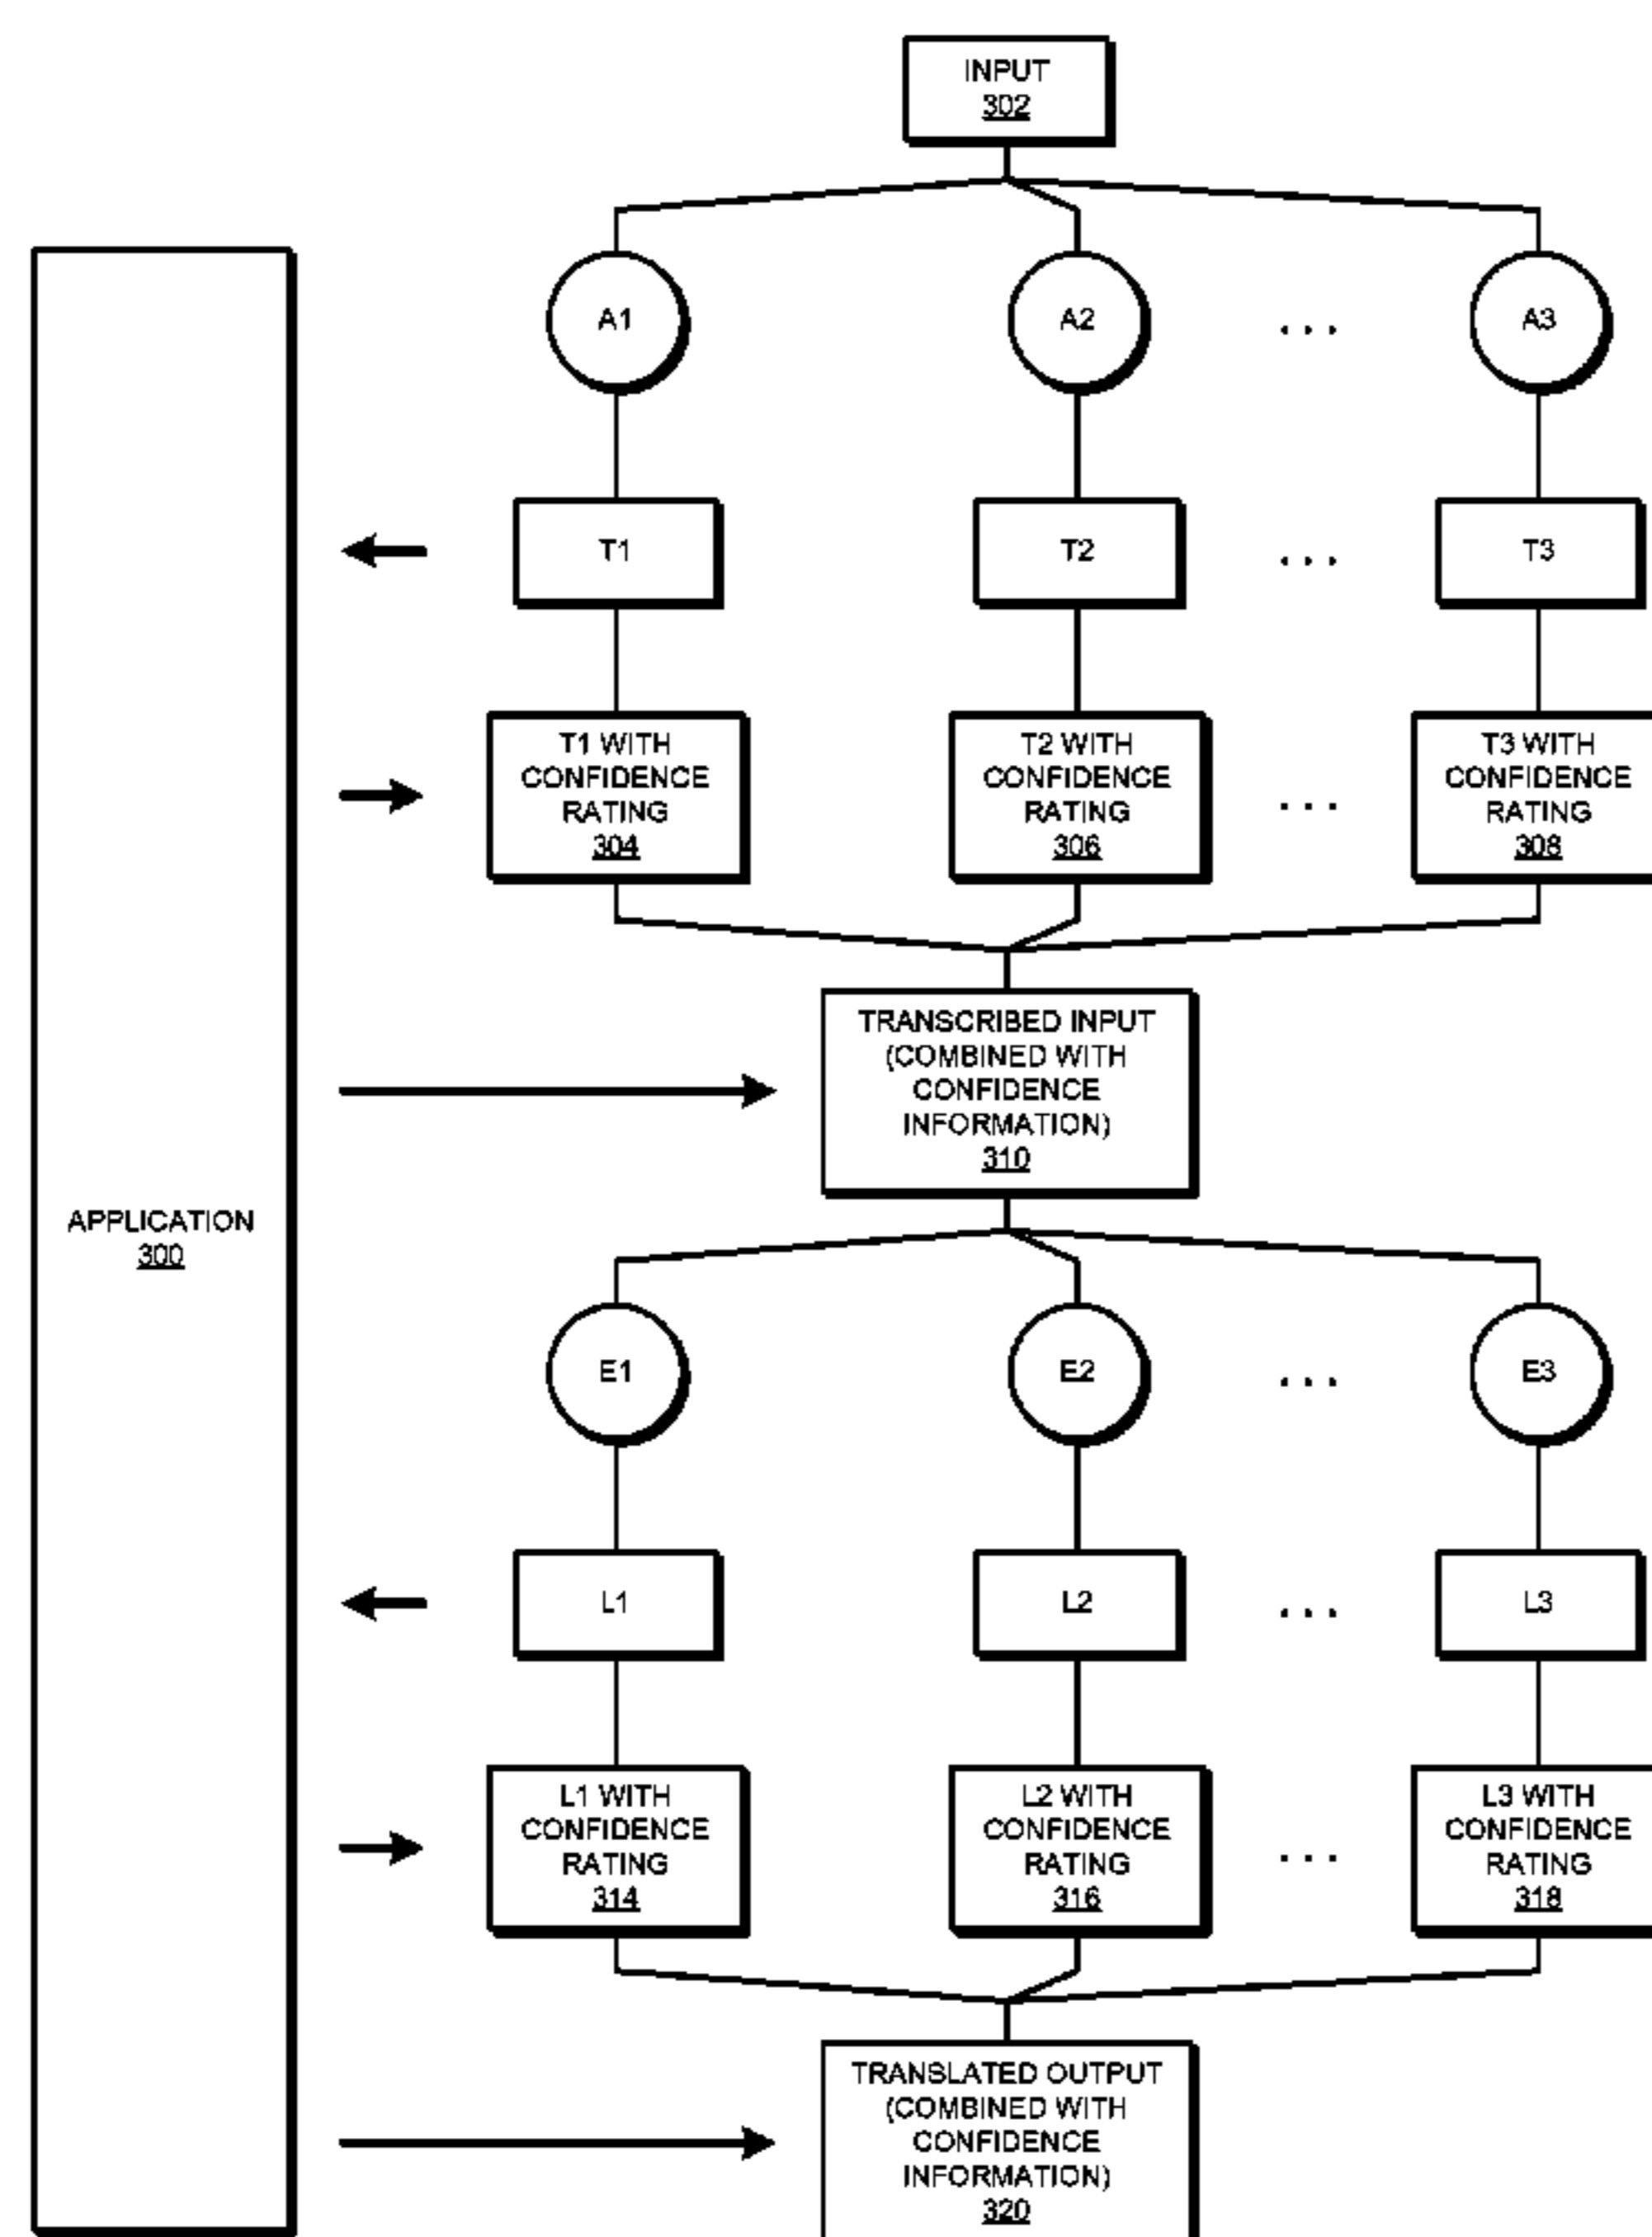 INPUT
302
A1
A2
...
A3
T1
T2
...
T3
T1 WITH
CONFIDENCE
RATING
304
T2 WITH
CONFIDENCE
RATING
306
...
T3 WITH
CONFIDENCE
RATING
308
TRANSCRIBED INPUT
(COMBINED WITH
CONFIDENCE
INFORMATION)
310
APPLICATION
300
E1
E2
...
E3
L1
L2
...
L3
L1 WITH
CONFIDENCE
RATING
314
L2 WITH
CONFIDENCE
RATING
316
...
L3 WITH
CONFIDENCE
RATING
318
TRANSLATED OUTPUT
(COMBINED WITH
CONFIDENCE
INFORMATION)
320